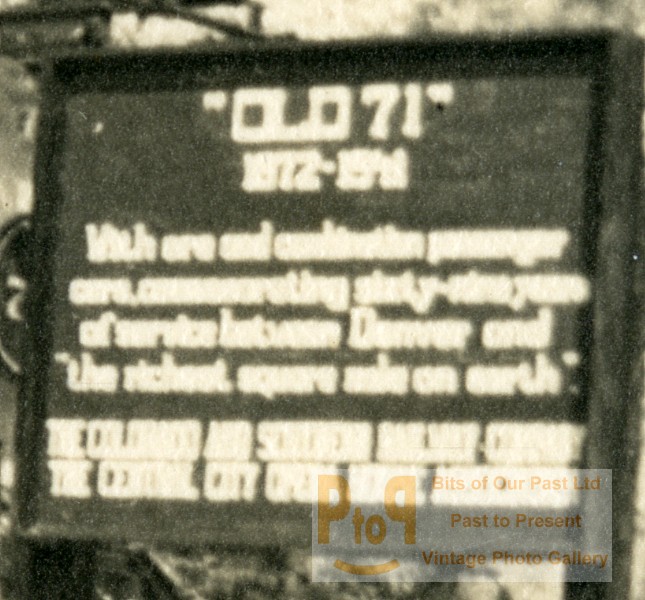 "OLD 71"
1872-1941
With ore and combination passenger
cars, commemorating sixty-nine years
of service between Denver and
"the richest square mile on earth".
THE COLORADO AND SOUTHERN RAILWAY COMPANY
THE CENTRAL CITY OPERA
7
PtoP
Bits of Our Past Ltd
Past to Present
Vintage Photo Gallery